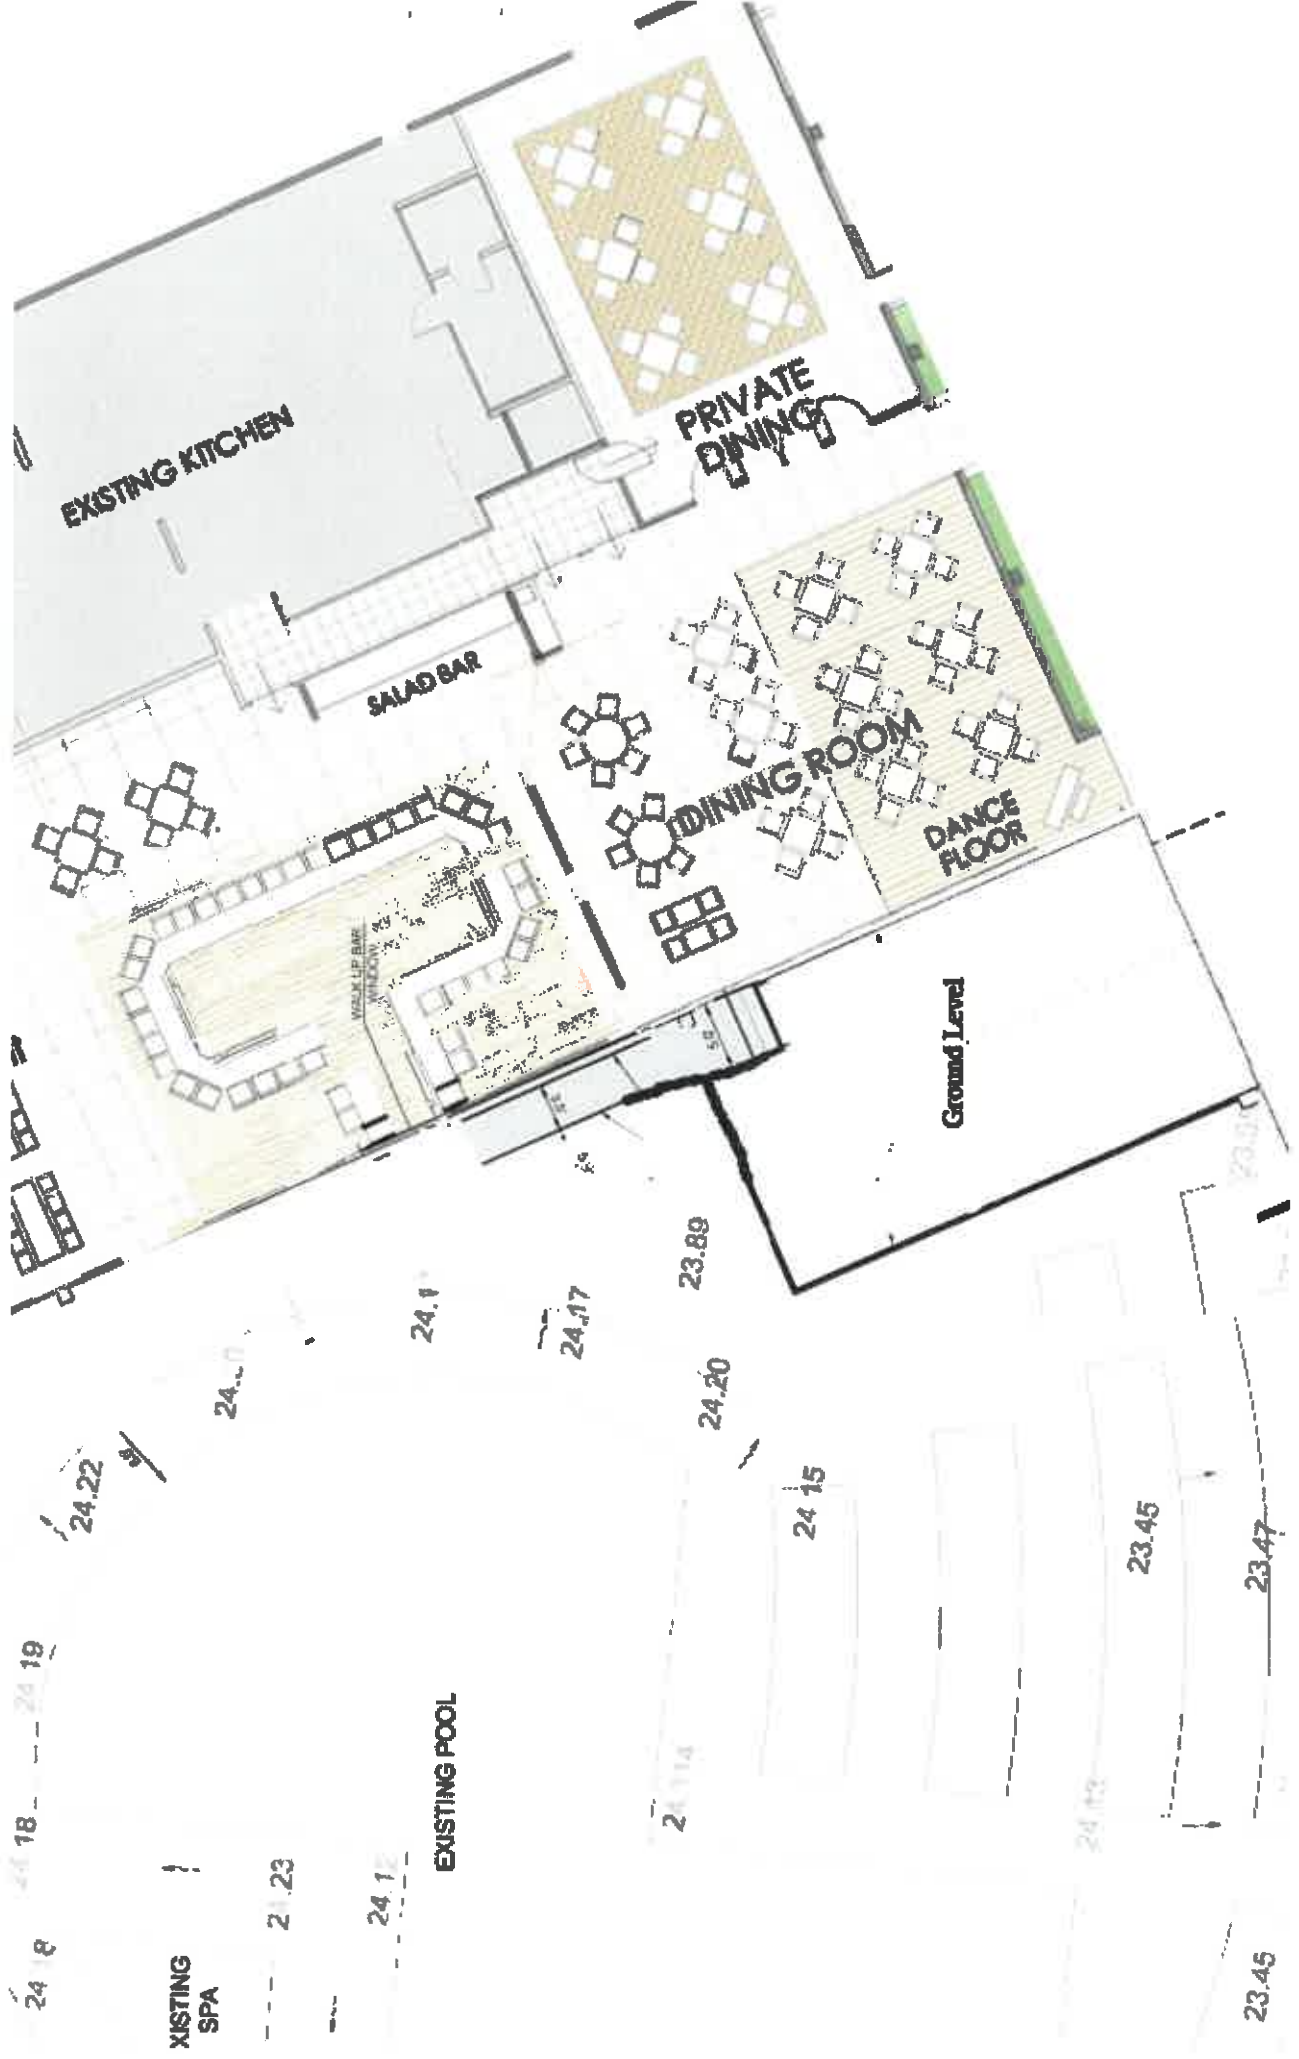 EXISTING KITCHEN
PRIVATE
DINING
SALAD BAR
DINING ROOM
DANCE
FLOOR
WALK UP BAR
WINDOW
Ground Level
23.89
24.17
24.20
24.22
24 15
23.45
23.47
24 19
24 18
EXISTING POOL
24.12
24 18
XISTING
SPA
23.45